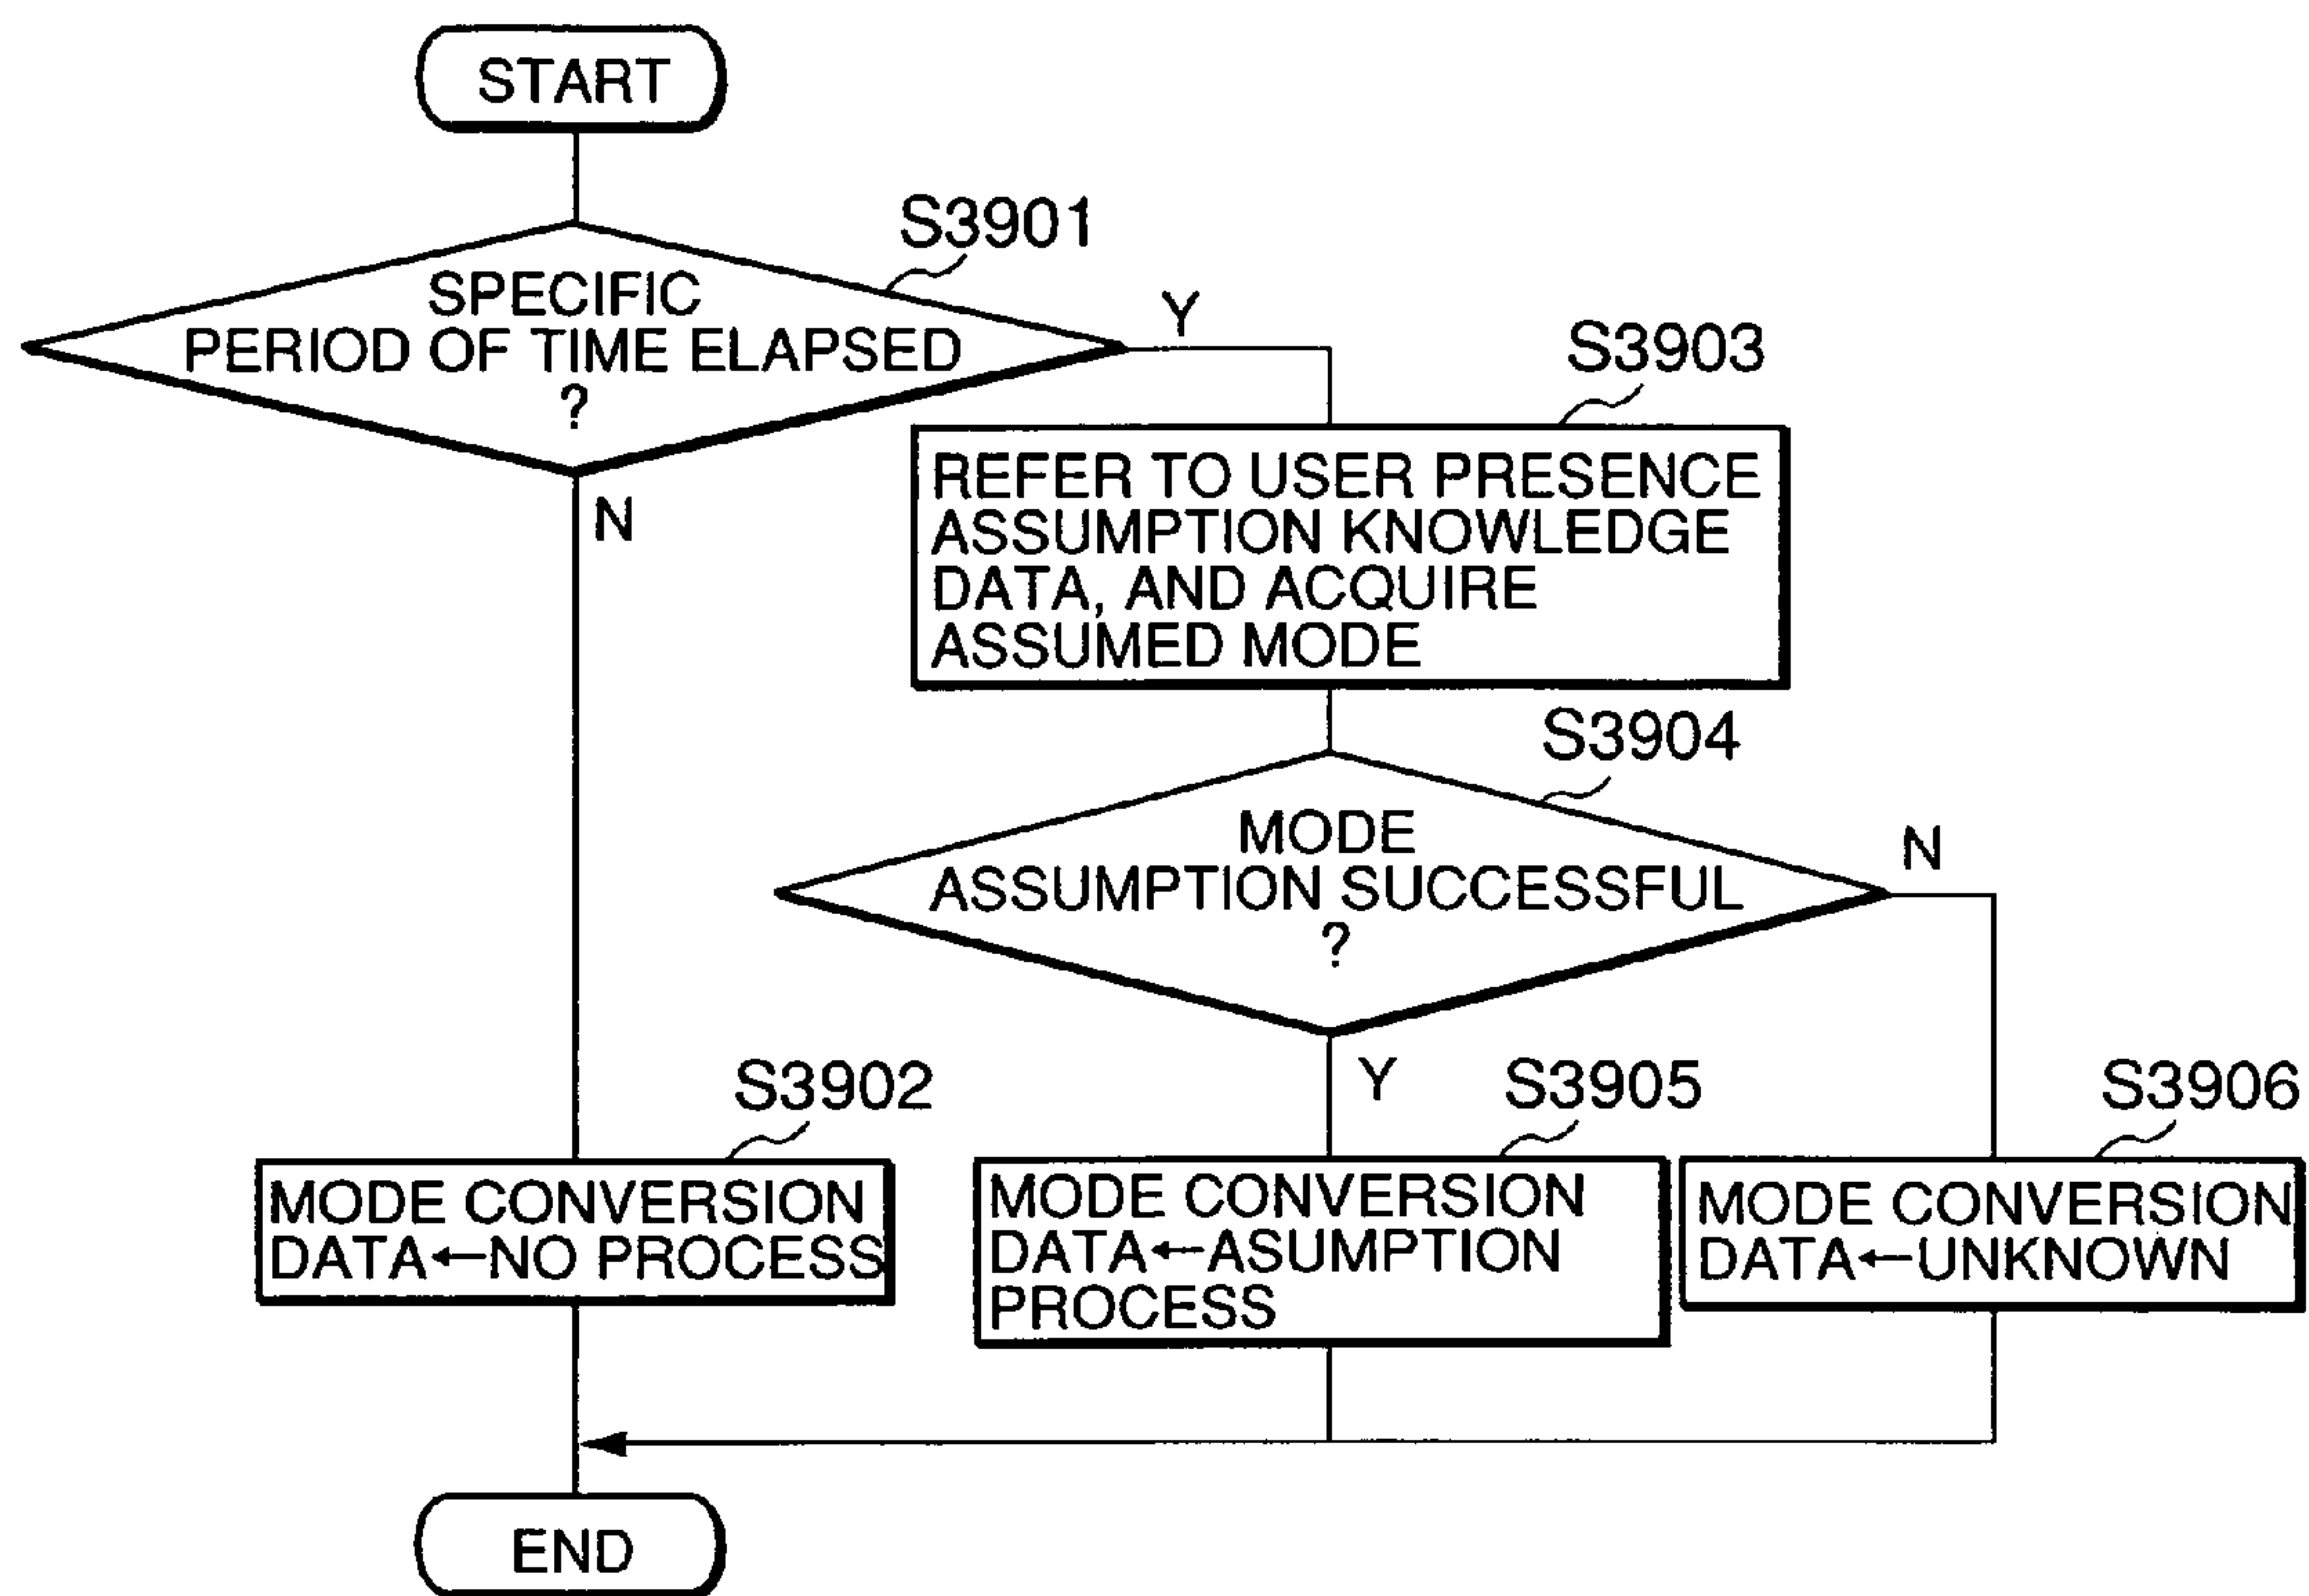 START
S3901
SPECIFIC
PERIOD OF TIME ELAPSED
?
Y
N
S3903
REFER TO USER PRESENCE
ASSUMPTION KNOWLEDGE
DATA, AND ACQUIRE
ASSUMED MODE
S3904
MODE
ASSUMPTION SUCCESSFUL
?
N
Y
S3902
MODE CONVERSION
DATA←NO PROCESS
S3905
MODE CONVERSION
DATA←ASUMPTION
PROCESS
S3906
MODE CONVERSION
DATA←UNKNOWN
END